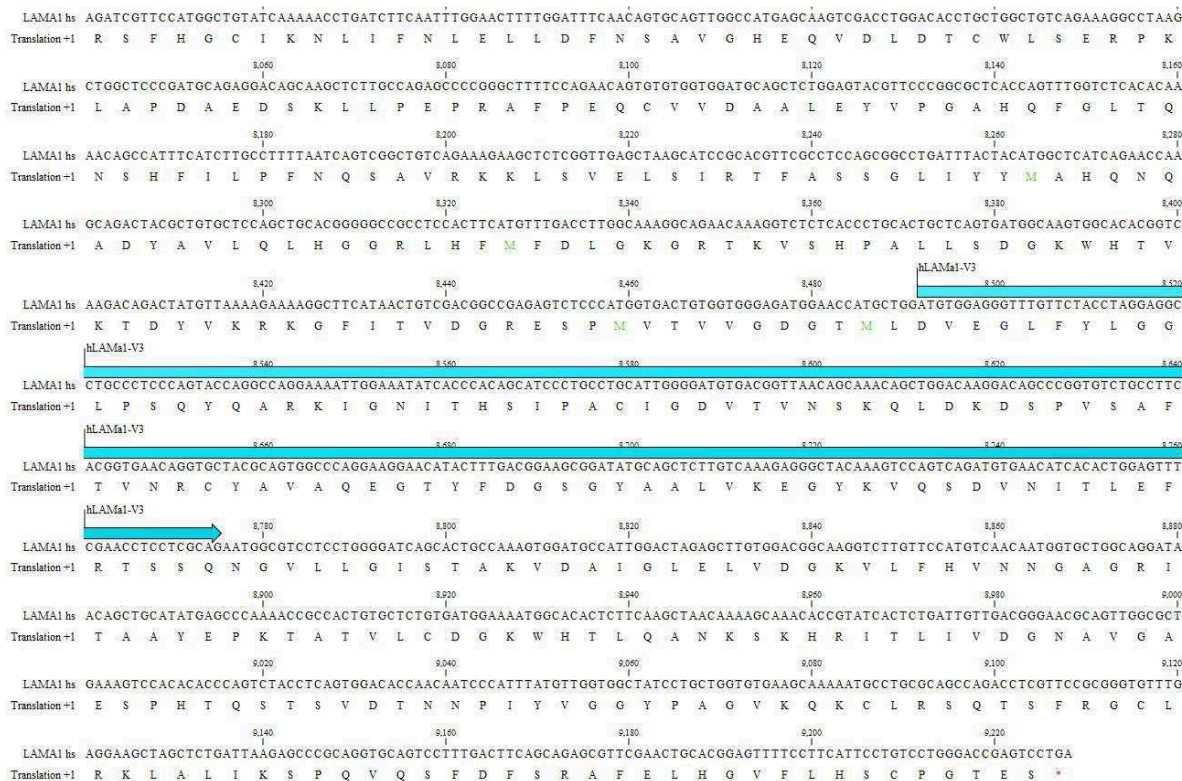 LAMA1 hs AGATCGTTCCATGGCTGTATCAAAAACCTGATCTTCAATTTGGAACTTTTGGATTTCAACAGTGCAGTTGGCCATGAGCAAGTCGACCTGGACACCTGCTGGCTGTCAGAAAGGCCTAAG
Translation +1 R S F H G C I K N L I F N L E L L D F N S A V G H E Q V D L D T C W L S E R P K
8,060 8,080 8,100 8,120 8,140 8,160
LAMA1 hs CTGGCTCCCGATGCAGAGGACAGCAAGCTCTTGCCAGAGCCCCGGGCTTTTCCAGAACAGTGTGTGGTGGATGCAGCTCTGGAGTACGTTCCCGGCGCTCACCAGTTTGGTCTCACACAA
Translation +1 L A P D A E D S K L L P E P R A F P E Q C V V D A A L E Y V P G A H Q F G L T Q
8,180 8,200 8,220 8,240 8,260 8,280
LAMA1 hs AACAGCCATTTCATCTTGCCTTTTAATCAGTCGGCTGTCAGAAAGAAGCTCTCGGTTGAGCTAAGCATCCGCACGTTCGCCTCCAGCGGCCTGATTTACTACATGGCTCATCAGAACCAA
Translation +1 N S H F I L P F N Q S A V R K K L S V E L S I R T F A S S G L I Y Y M A H Q N Q
8,300 8,320 8,340 8,360 8,380 8,400
LAMA1 hs GCAGACTACGCTGTGCTCCAGCTGCACGGGGGCCGCCTCCACTTCATGTTTGACCTTGGCAAAGGCAGAACAAAGGTCTCTCACCCTGCACTGCTCAGTGATGGCAAGTGGCACACGGTC
Translation +1 A D Y A V L Q L H G G R L H F M F D L G K G R T K V S H P A L L S D G K W H T V
hLAMa1-V3
8,420 8,440 8,460 8,480 8,500 8,520
LAMA1 hs AAGACAGACTATGTTAAAAGAAAAGGCTTCATAACTGTCGACGGCCGAGAGTCTCCCATGGTGACTGTGGTGGGAGATGGAACCATGCTGGATGTGGAGGGTTTGTTCTACCTAGGAGGC
Translation +1 K T D Y V K R K G F I T V D G R E S P M V T V V G D G T M L D V E G L F Y L G G
hLAMa1-V3
8,540 8,560 8,580 8,600 8,620 8,640
LAMA1 hs CTGCCCTCCCAGTACCAGGCCAGGAAAATTGGAAATATCACCCACAGCATCCCTGCCTGCATTGGGGATGTGACGGTTAACAGCAAACAGCTGGACAAGGACAGCCCGGTGTCTGCCTTC
Translation +1 L P S Q Y Q A R K I G N I T H S I P A C I G D V T V N S K Q L D K D S P V S A F
hLAMa1-V3
8,660 8,680 8,700 8,720 8,740 8,760
LAMA1 hs ACGGTGAACAGGTGCTACGCAGTGGCCCAGGAAGGAACATACTTTGACGGAAGCGGATATGCAGCTCTTGTCAAAGAGGGCTACAAAGTCCAGTCAGATGTGAACATCACACTGGAGTTT
Translation +1 T V N R C Y A V A Q E G T Y F D G S G Y A A L V K E G Y K V Q S D V N I T L E F
hLAMa1-V3
8,780 8,800 8,820 8,840 8,860 8,880
LAMA1 hs CGAACCTCCTCGCAGAATGGCGTCCTCCTGGGGATCAGCACTGCCAAAGTGGATGCCATTGGACTAGAGCTTGTGGACGGCAAGGTCTTGTTCCATGTCAACAATGGTGCTGGCAGGATA
Translation +1 R T S S Q N G V L L G I S T A K V D A I G L E L V D G K V L F H V N N G A G R I
8,900 8,920 8,940 8,960 8,980 9,000
LAMA1 hs ACAGCTGCATATGAGCCCAAAACCGCCACTGTGCTCTGTGATGGAAAATGGCACACTCTTCAAGCTAACAAAAGCAAACACCGTATCACTCTGATTGTTGACGGGAACGCAGTTGGCGCT
Translation +1 T A A Y E P K T A T V L C D G K W H T L Q A N K S K H R I T L I V D G N A V G A
9,020 9,040 9,060 9,080 9,100 9,120
LAMA1 hs GAAAGTCCACACACCCAGTCTACCTCAGTGGACACCAACAATCCCATTTATGTTGGTGGCTATCCTGCTGGTGTGAAGCAAAAATGCCTGCGCAGCCAGACCTCGTTCCGCGGGTGTTTG
Translation +1 E S P H T Q S T S V D T N N P I Y V G G Y P A G V K Q K C L R S Q T S F R G C L
9,140 9,160 9,180 9,200 9,220
LAMA1 hs AGGAAGCTAGCTCTGATTAAGAGCCCGCAGGTGCAGTCCTTTGACTTCAGCAGAGCGTTCGAACTGCACGGAGTTTTCCTTCATTCCTGTCCTGGGACCGAGTCCTGA
Translation +1 R K L A L I K S P Q V Q S F D F S R A F E L H G V F L H S C P G T E S *